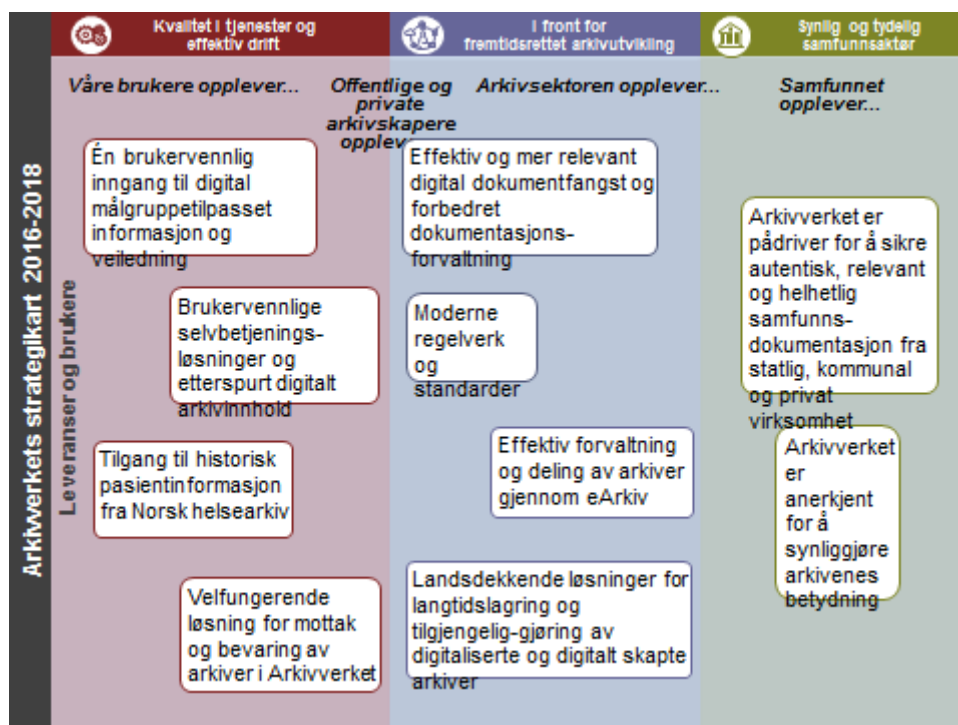 Arkivverkets strategikart 2016-2018
Leveranser og brukere
Kvalitet i tjenester og
effektiv drift
I front for
fremtidsrettet arkivutvikling
Synlig og tydelig
samfunnsaktør
Våre brukere opplever...
Offentlige og
private
arkivskapere
opplev
Arkivsektoren opplever...
Samfunnet
opplever...
Én brukervennlig
inngang til digital
målgruppetilpasset
informasjon og
veiledning
Brukervennlige
selvbetjenings-
løsninger og
etterspurt digitalt
arkivinnhold
Tilgang til historisk
pasientinformasjon
fra Norsk helsearkiv
Velfungerende
løsning for mottak
og bevaring av
arkiver i Arkivverket
Effektiv og mer relevant
digital dokumentfangst og
forbedret
dokumentasjons-
forvaltning
Moderne
regelverk
og
standarder
Effektiv forvaltning
og deling av arkiver
gjennom eArkiv
Landsdekkende løsninger for
langtidslagring og
tilgjengelig-gjøring av
digitaliserte og digitalt skapte
arkiver
Arkivverket er
pådriver for å sikre
autentisk, relevant
og helhetlig
samfunns-
dokumentasjon fra
statlig, kommunal
og privat
virksomhet
Arkivverket
er
anerkjent
for å
synliggjøre
arkivenes
betydning